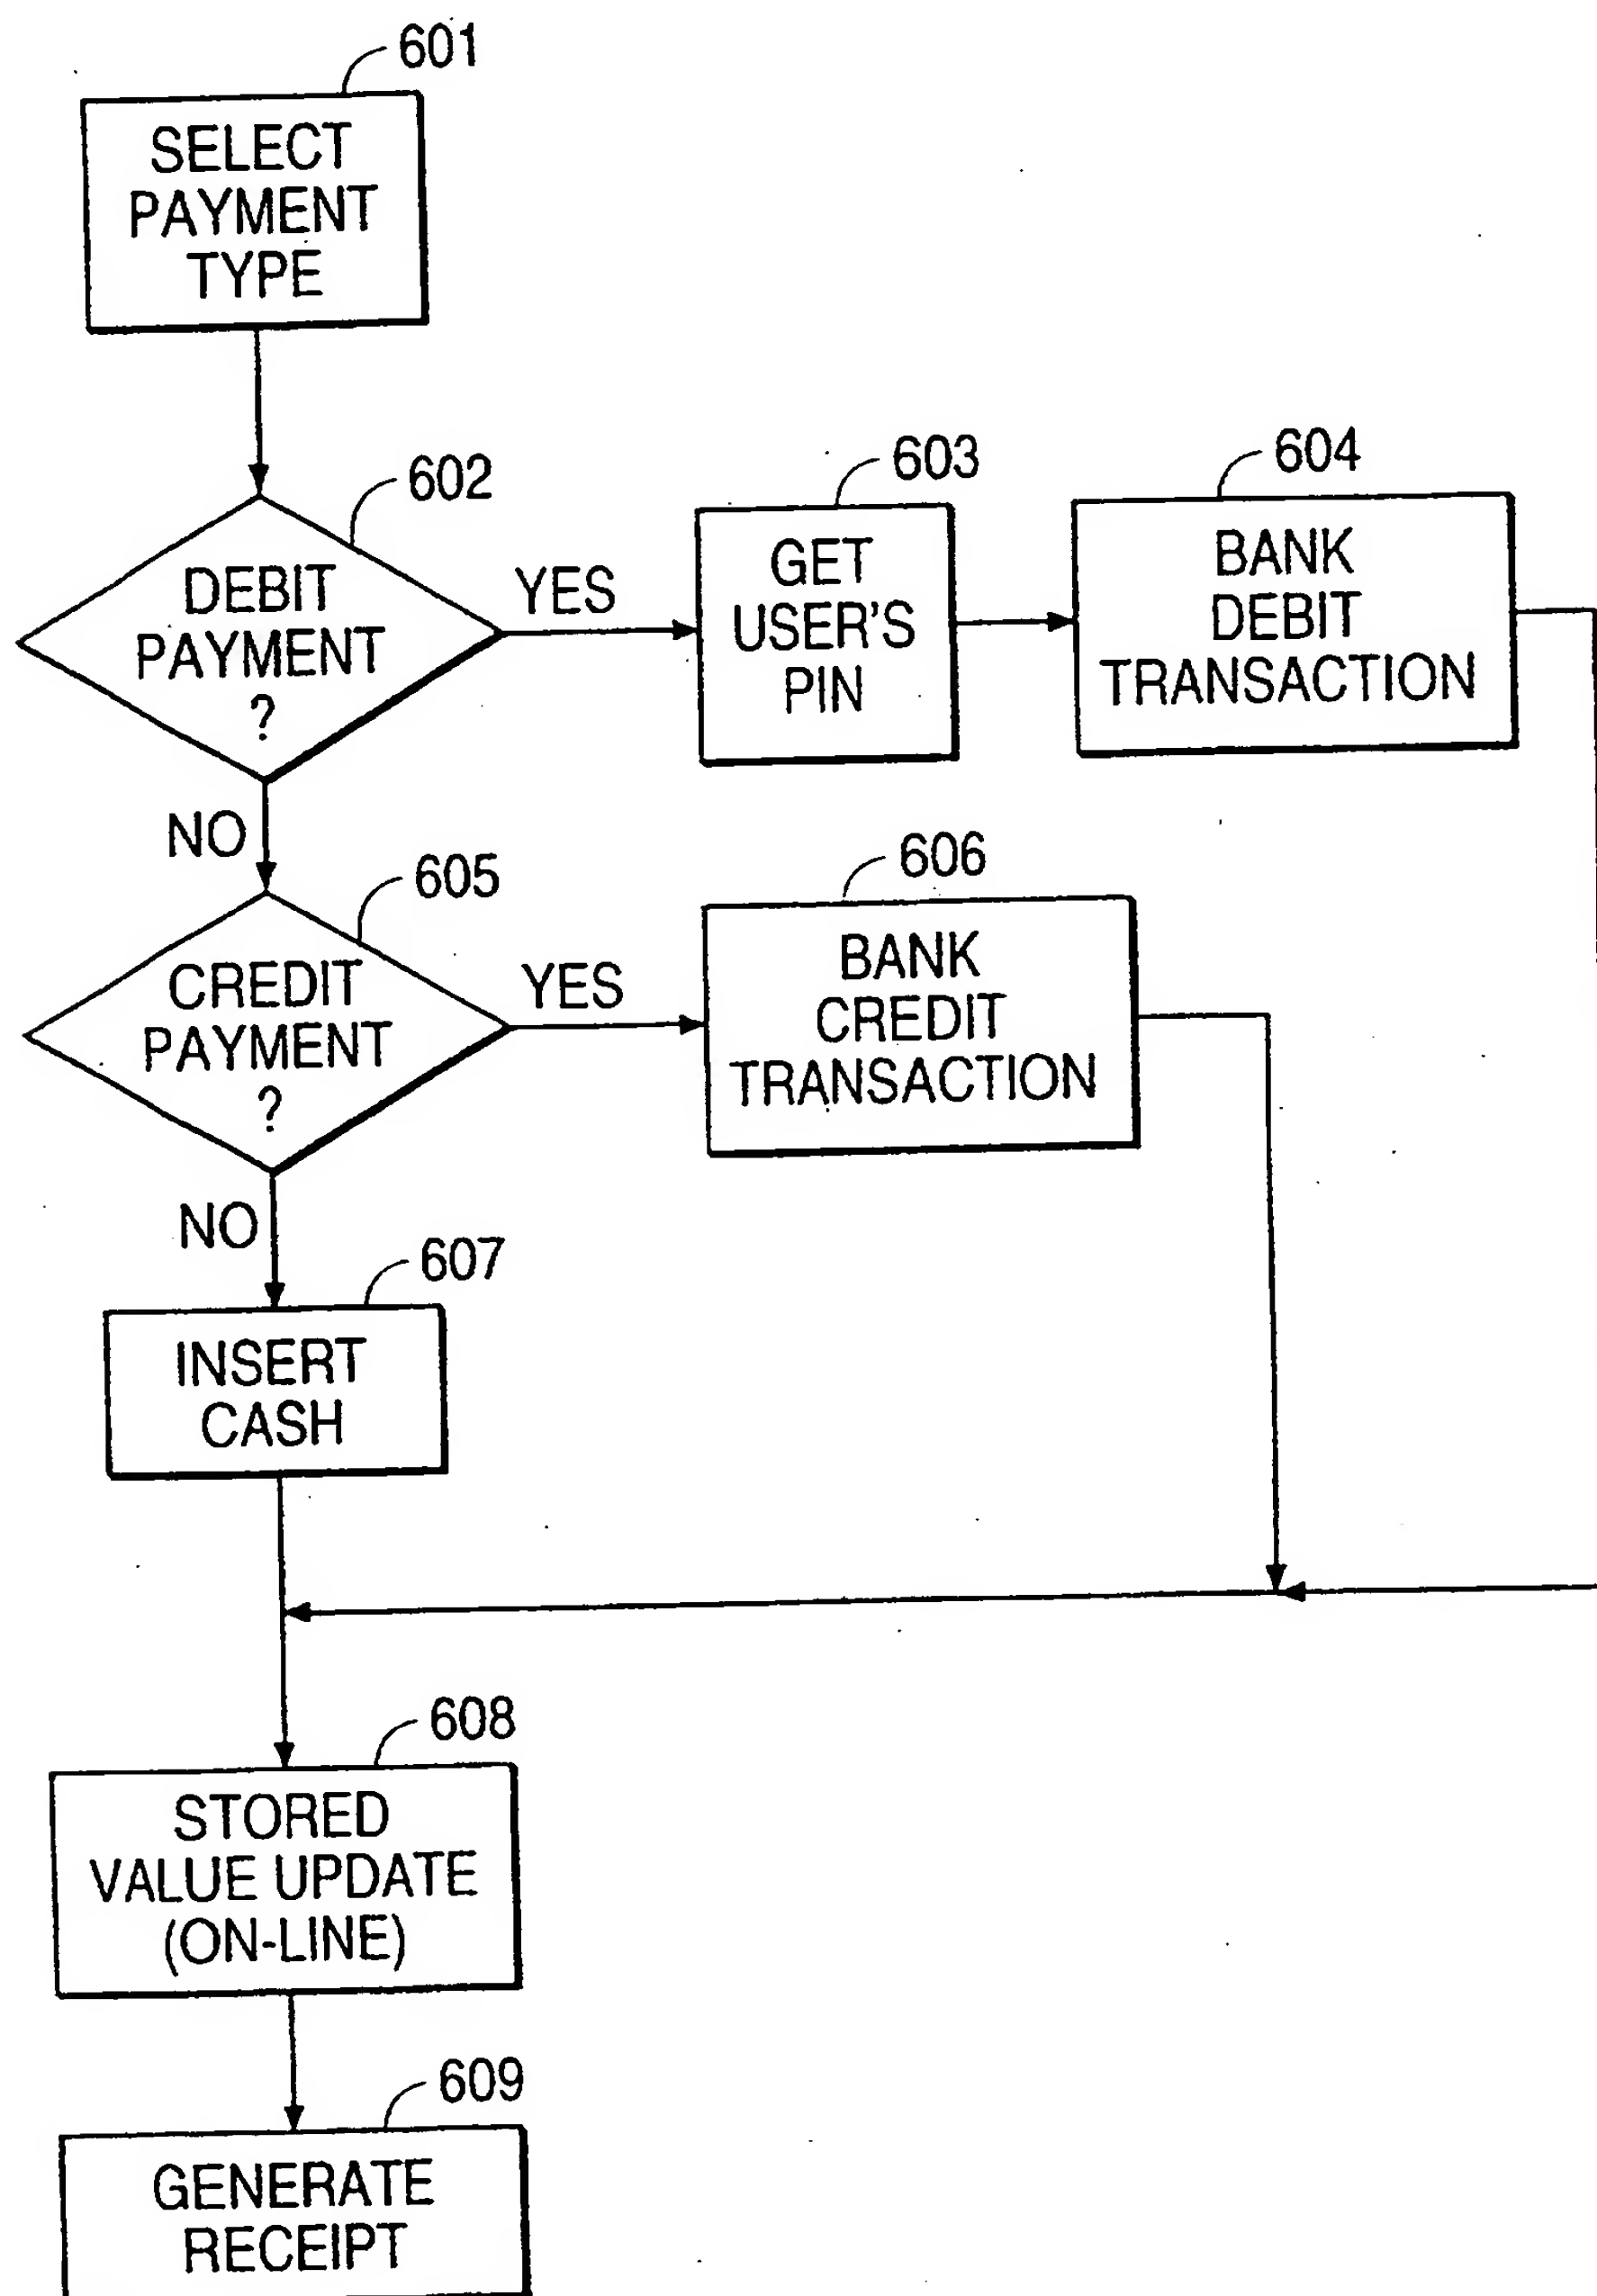 601
SELECT
PAYMENT
TYPE
602
DEBIT
PAYMENT
?
YES
603
GET
USER'S
PIN
604
BANK
DEBIT
TRANSACTION
NO
605
CREDIT
PAYMENT
?
YES
606
BANK
CREDIT
TRANSACTION
NO
607
INSERT
CASH
608
STORED
VALUE UPDATE
(ON-LINE)
609
GENERATE
RECEIPT